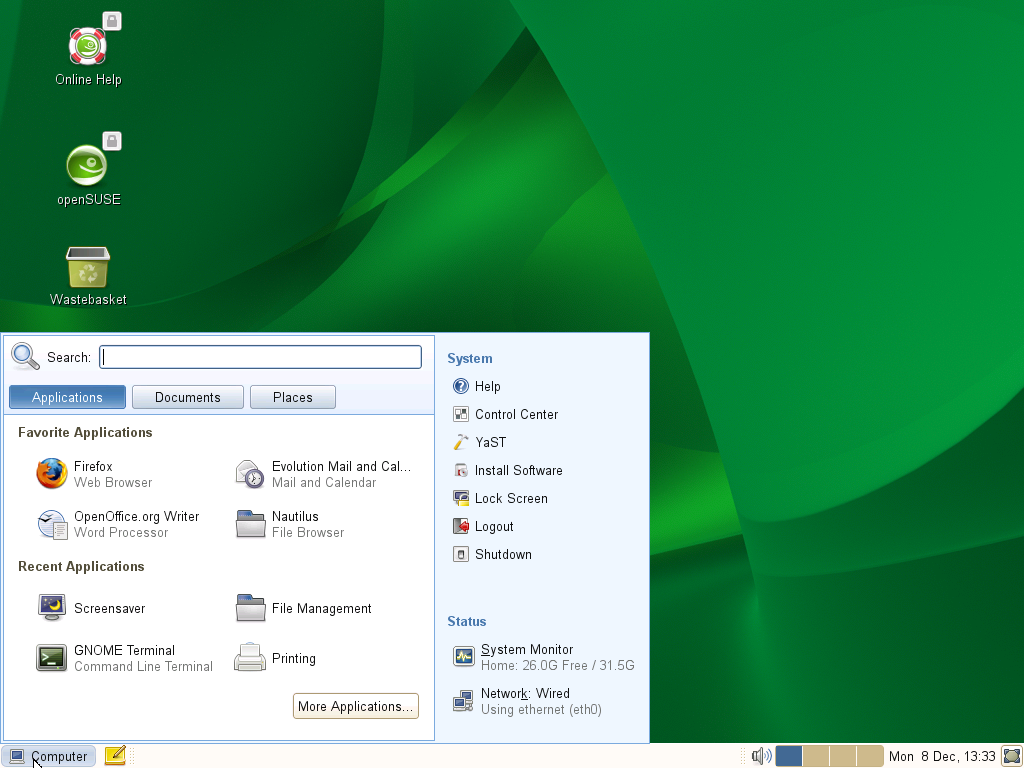 Online Help
openSUSE
Wastebasket
Search:
Applications
Documents
Places
Favorite Applications
Firefox
Web Browser
Evolution Mail and Cal...
Mail and Calendar
OpenOffice.org Writer
Word Processor
Nautilus
File Browser
Recent Applications
Screensaver
File Management
GNOME Terminal
Command Line Terminal
Printing
More Applications...
System
Help
Control Center
YaST
Install Software
Lock Screen
Logout
Shutdown
Status
System Monitor
Home: 26.0G Free / 31.5G
Network: Wired
Using ethernet (eth0)
Computer
Mon 8 Dec, 13:33